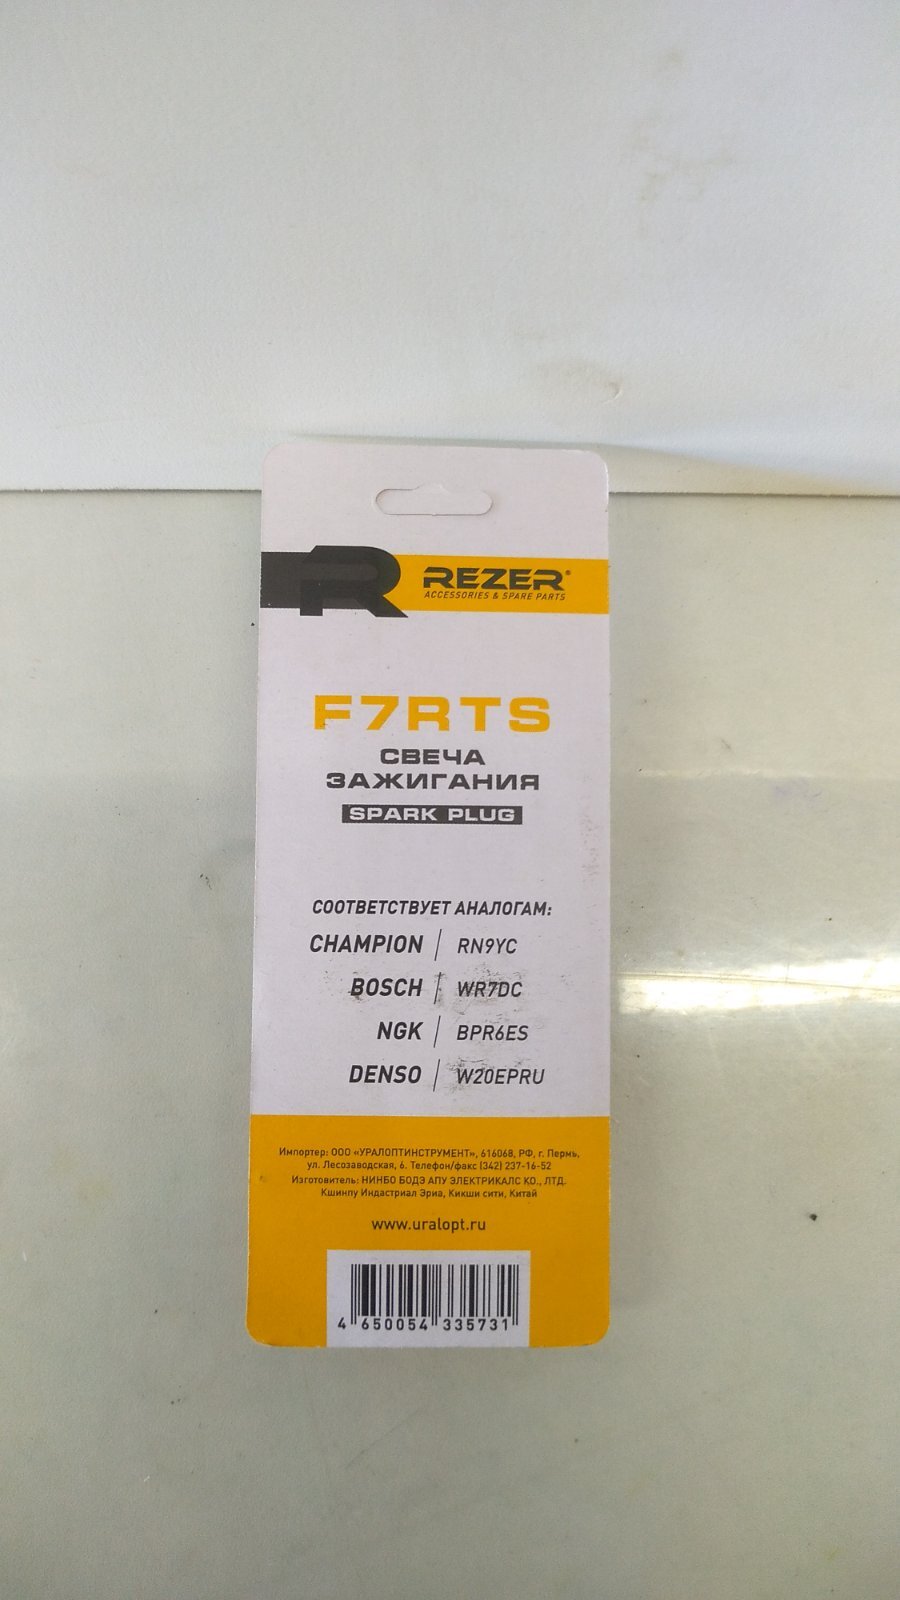 REZER®
ACCESSORIES & SPARE PARTS
F7RTS
СВЕЧА
ЗАЖИГАНИЯ
SPARK PLUG
СООТВЕТСТВУЕТ АНАЛОГАМ:
CHAMPION / RN9YC
BOSCH / WR7DC
NGK / BPR6ES
DENSO / W20EPRU
Импортер: ООО «УРАЛОПТИНСТРУМЕНТ», 616068, РФ, г. Пермь,
ул. Лесозаводская, 6. Телефон/факс (342) 237-16-52
Изготовитель: НИНБО БОДЭ АПУ ЭЛЕКТРИКАЛС КО., ЛТД.
Кшинпу Индастриал Эриа, Кикши сити, Китай
www.uralopt.ru
4 650054 335731